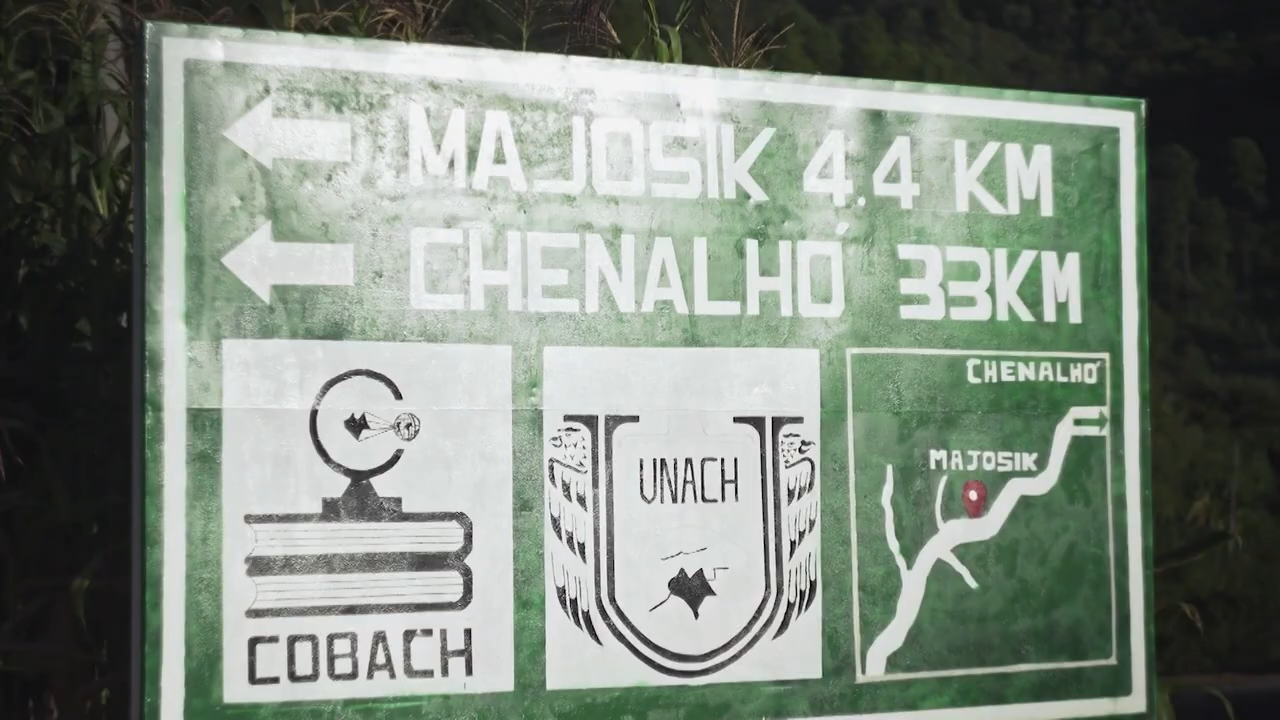 MAJOSIK 4.4 KM
CHENALHÓ 33KM
COBACH
UNACH
CHENALHÓ
MAJOSIK